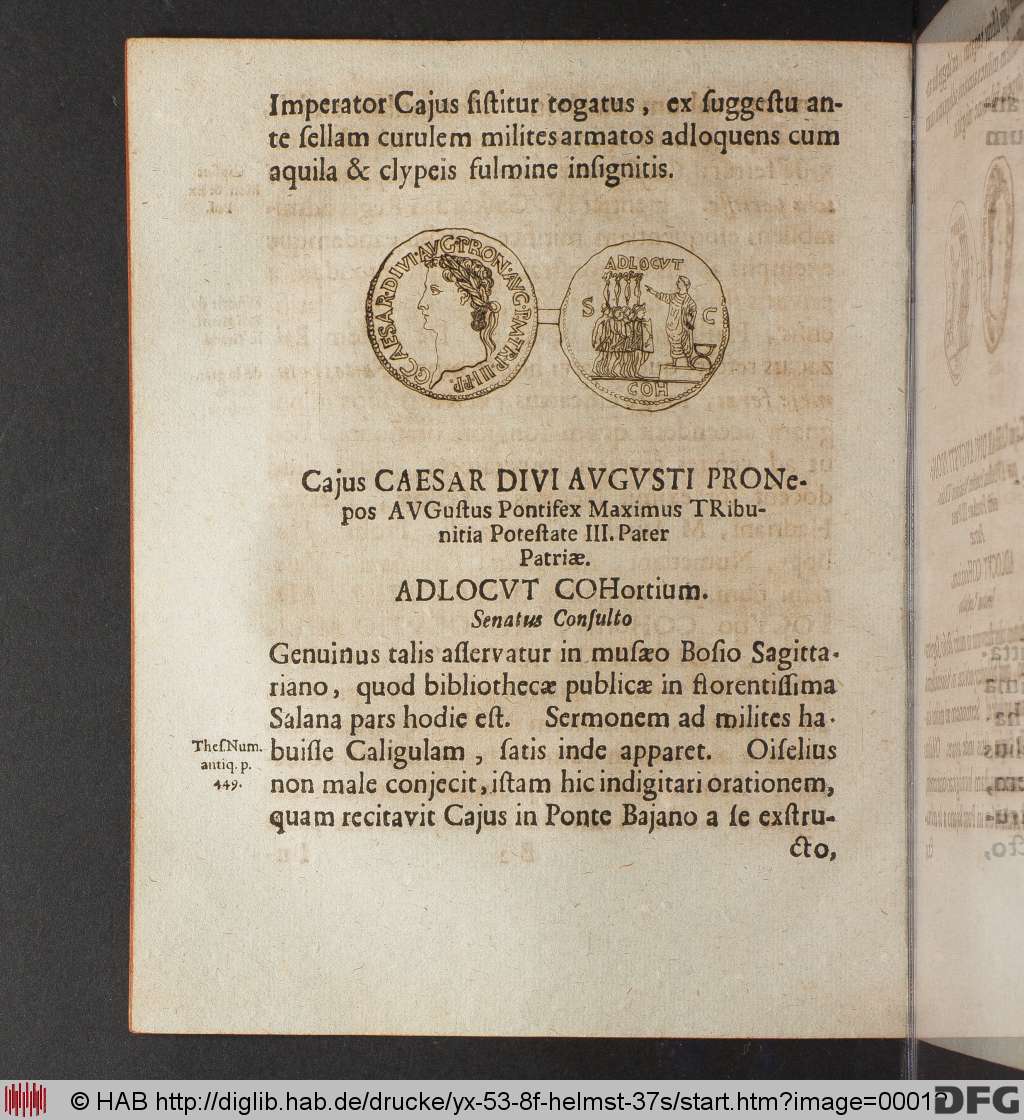 Imperator Cajus ſiſtitur togatus, ex ſuggeſtu an-
te ſellam curulem milites armatos adloquens cum
aquila & clypeis fulmine inſignitis.
C. CAESAR. DIVI. AVG. PRON. AVG. P. M. TR. P. III. P.P.
ADLOCVT
S C
COH
Cajus CAESAR DIVI AVGVSTI PRONe-
pos AVGuſtus Pontifex Maximus TRibu-
nitia Poteſtate III. Pater
Patriæ.
ADLOCVT COHortium.
Senatus Conſulto
Genuinus talis aſſervatur in muſæo Boſio Sagitta-
riano, quod bibliothecæ publicæ in florentiſſima
Salana pars hodie eſt. Sermonem ad milites ha-
Theſ. Num.
antiq. p.
449.
buiſſe Caligulam, ſatis inde apparet. Oiſelius
non male conjecit, iſtam hic indigitari orationem,
quam recitavit Cajus in Ponte Bajano a ſe exſtru-
cto,
© HAB http://diglib.hab.de/drucke/yx-53-8f-helmst-37s/start.htm?image=00012
DFG